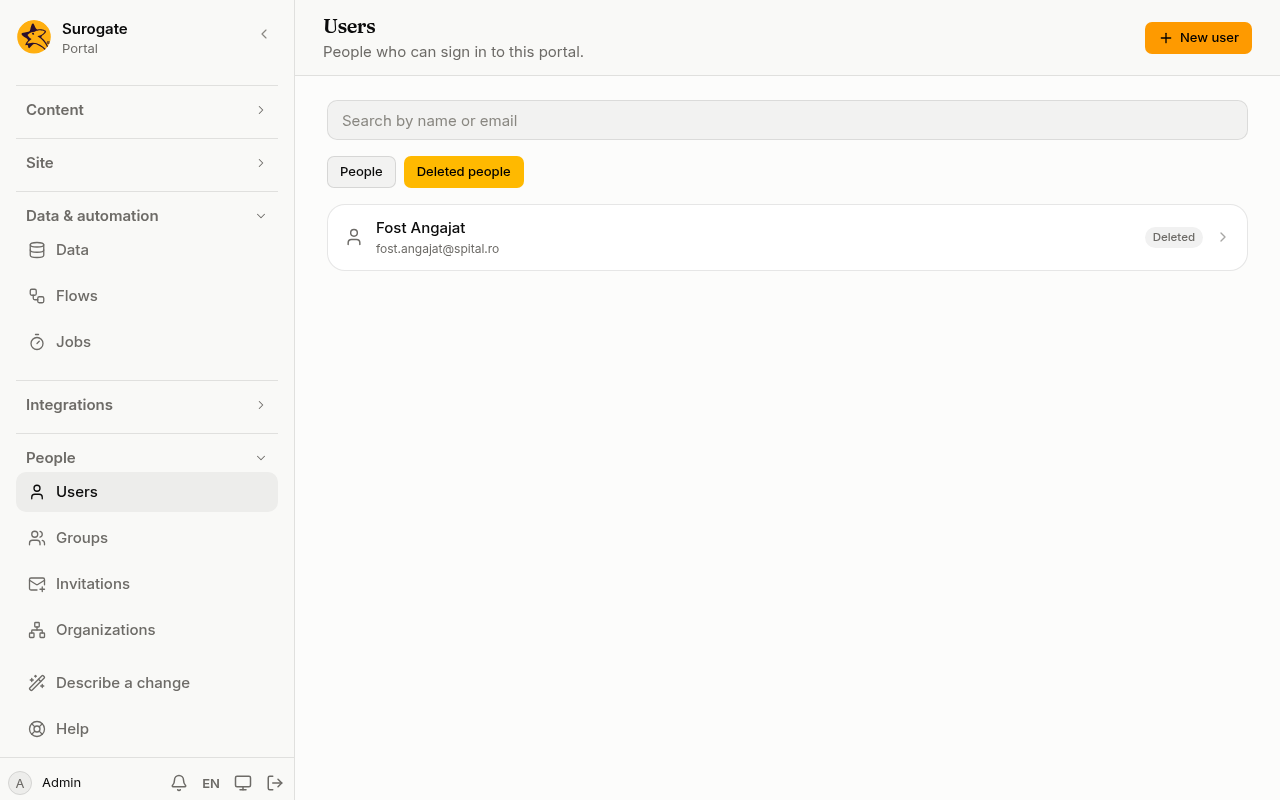 Surogate
Portal
Content
Site
Data & automation
Data
Flows
Jobs
Integrations
People
Users
Groups
Invitations
Organizations
Describe a change
Help
A
Admin
EN
Users
People who can sign in to this portal.
New user
Search by name or email
People
Deleted people
Fost Angajat
fost.angajat@spital.ro
Deleted